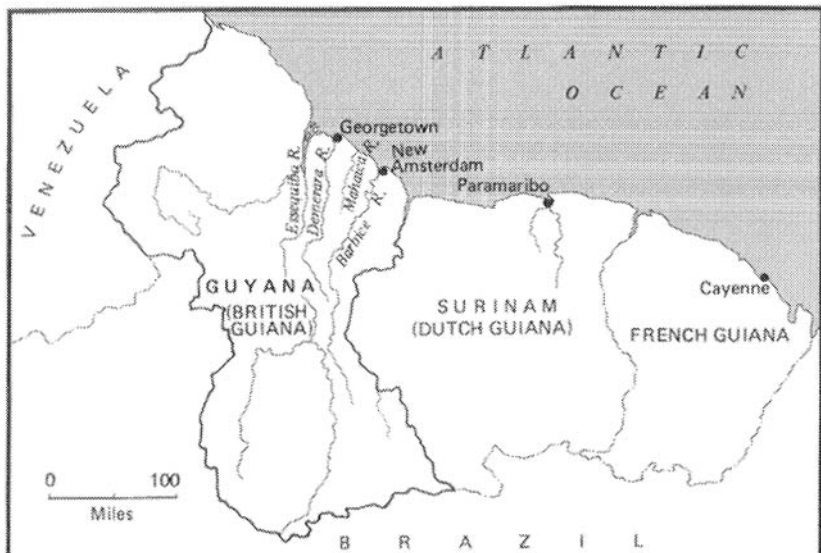 ATLANTIC
OCEAN
VENEZUELA
Georgetown
New
Amsterdam
Essequibo R.
Demerara R.
Mahaica R.
Barbice R.
Paramaribo
Cayenne
GUYANA
(BRITISH
GUIANA)
SURINAM
(DUTCH GUIANA)
FRENCH GUIANA
0 100
Miles
BRAZIL